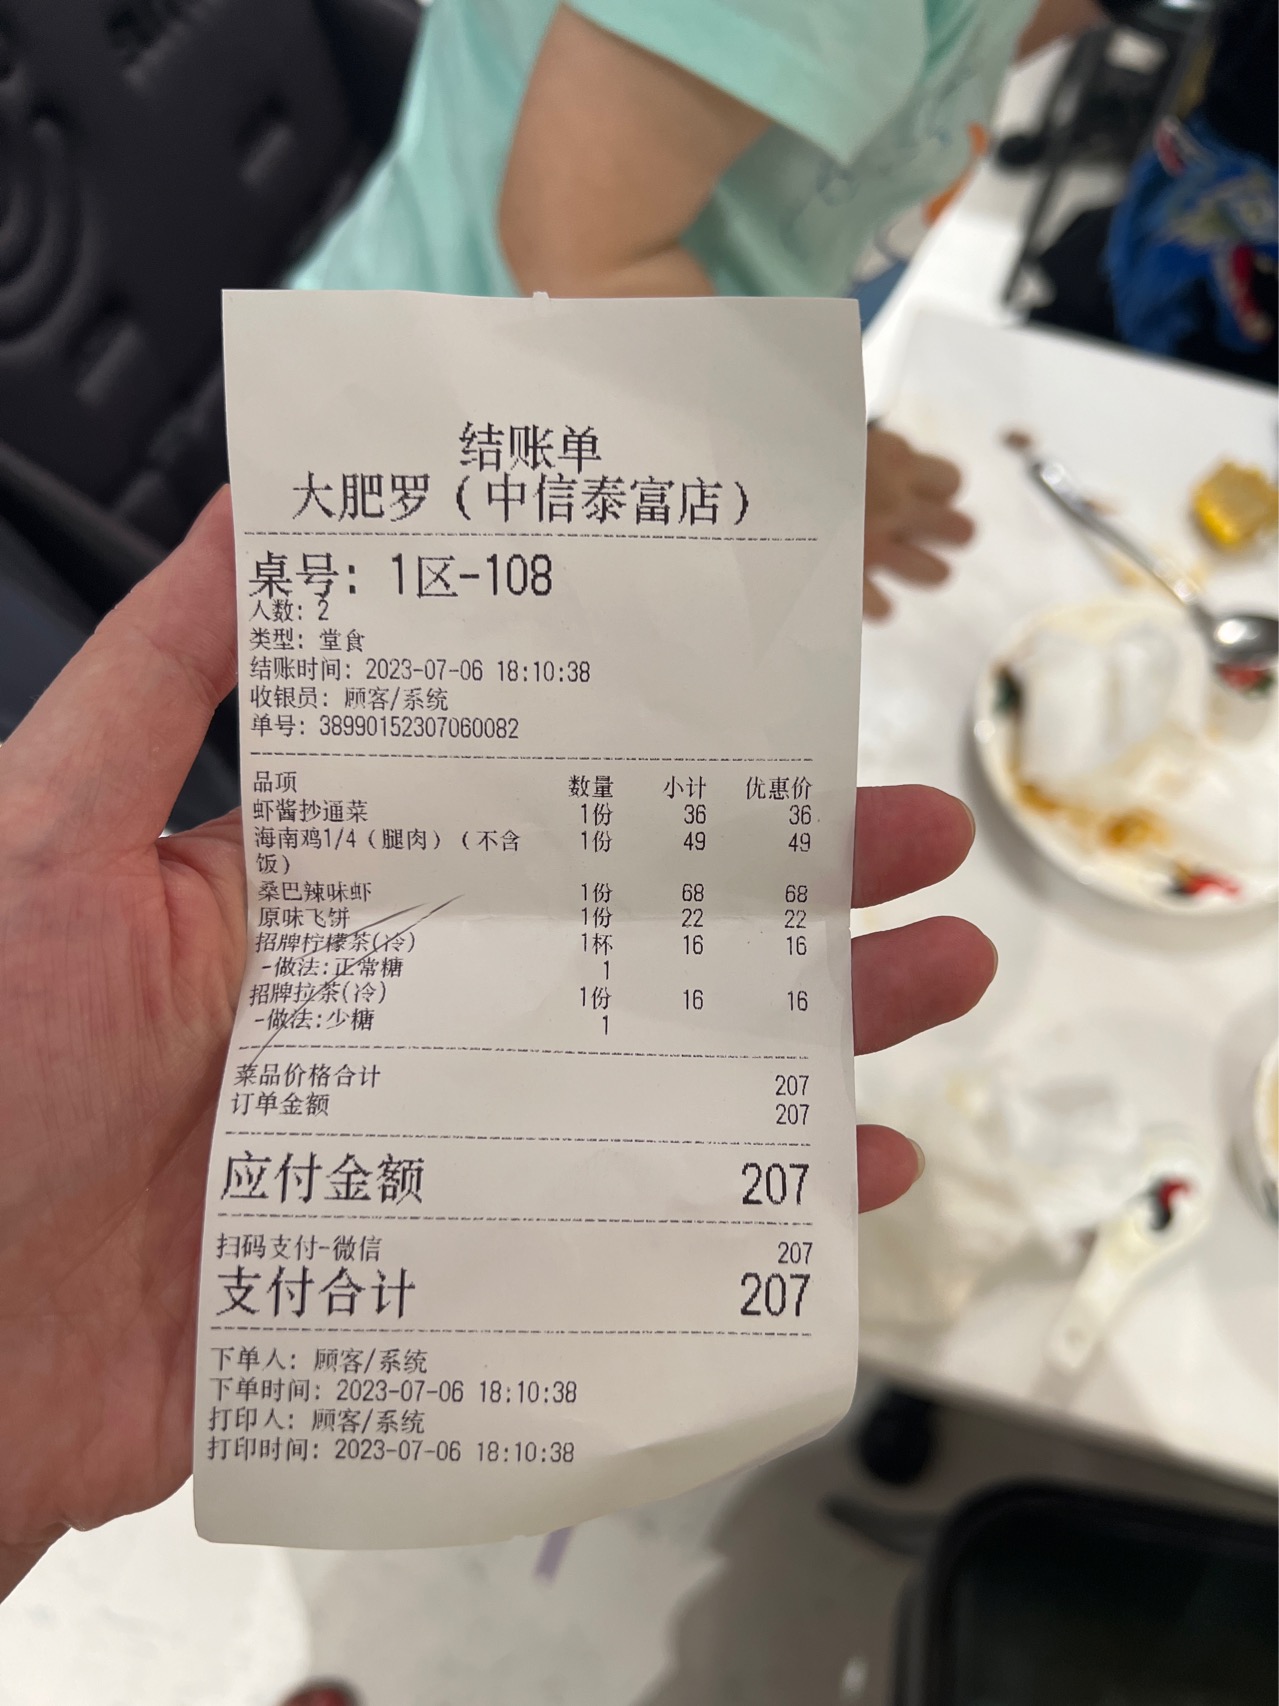 结账单
大肥罗（中信泰富店）
桌号: 1区-108
人数: 2
类型: 堂食
结账时间: 2023-07-06 18:10:38
收银员: 顾客/系统
单号: 38990152307060082
品项 数量 小计 优惠价
虾酱抄通菜 1份 36 36
海南鸡1/4（腿肉）（不含 1份 49 49
饭）
桑巴辣味虾 1份 68 68
原味飞饼 1份 22 22
招牌柠檬茶(冷) 1杯 16 16
-做法:正常糖 1
招牌拉茶(冷) 1份 16 16
-做法:少糖 1
菜品价格合计 207
订单金额 207
应付金额 207
扫码支付-微信 207
支付合计 207
下单人: 顾客/系统
下单时间: 2023-07-06 18:10:38
打印人: 顾客/系统
打印时间: 2023-07-06 18:10:38